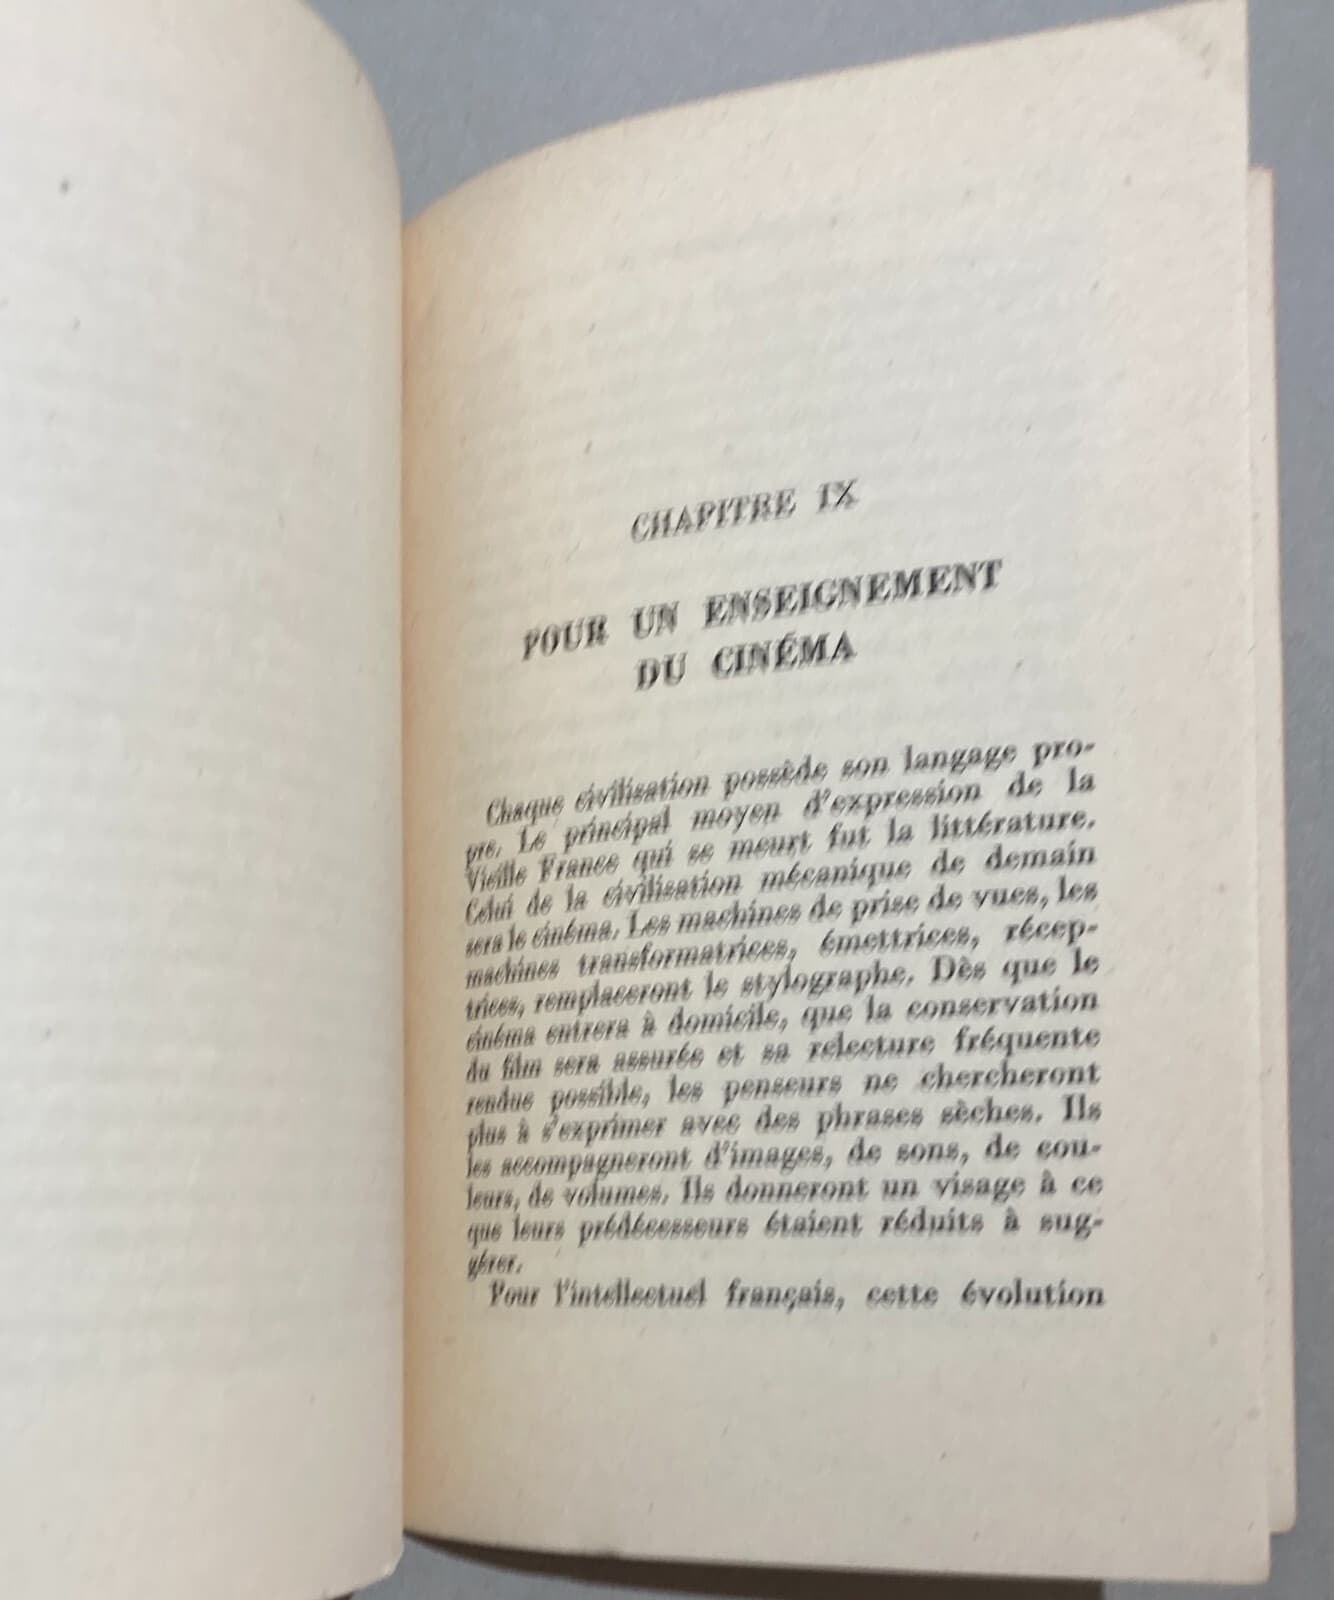 CHAPITRE IX
POUR UN ENSEIGNEMENT
DU CINÉMA
Chaque civilisation possède son langage pro-
pre. Le principal moyen d'expression de la
Vieille France qui se meurt fut la littérature.
Celui de la civilisation mécanique de demain
sera le cinéma. Les machines de prise de vues, les
machines transformatrices, émettrices, récep-
trices, remplaceront le stylographe. Dès que le
cinéma entrera à domicile, que la conservation
du film sera assurée et sa relecture fréquente
rendue possible, les penseurs ne chercheront
plus à s'exprimer avec des phrases sèches. Ils
les accompagneront d'images, de sons, de cou-
leurs, de volumes. Ils donneront un visage à ce
que leurs prédécesseurs étaient réduits à sug-
gérer.
Pour l'intellectuel français, cette évolution